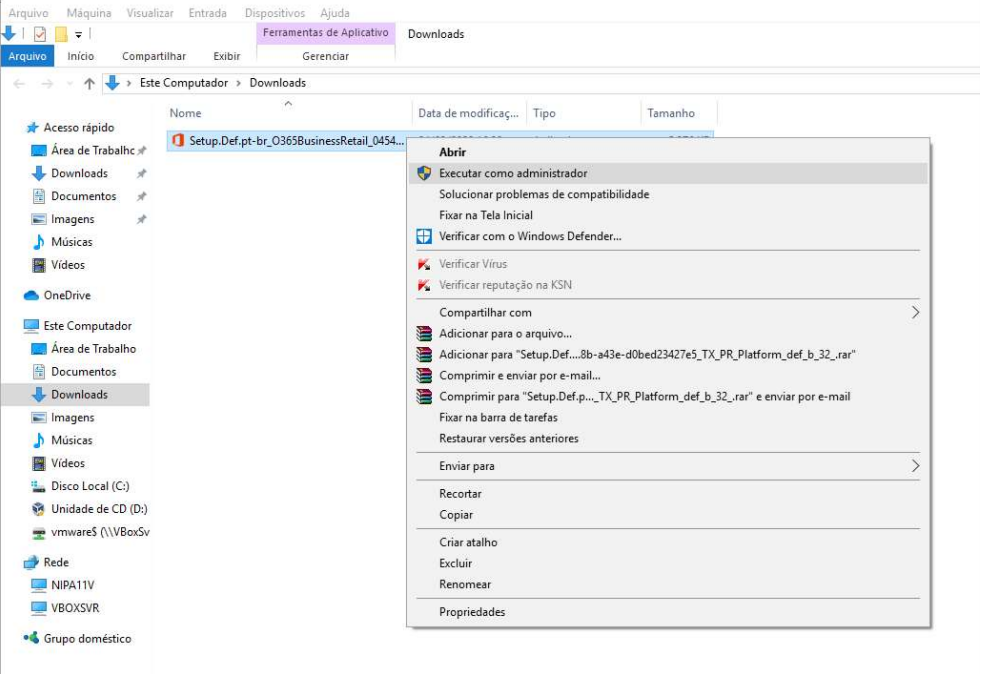 Arquivo Máquina Visualizar Entrada Dispositivos Ajuda
Ferramentas de Aplicativo Downloads
Arquivo Início Compartilhar Exibir Gerenciar
Este Computador > Downloads
Nome Data de modificaç... Tipo Tamanho
Acesso rápido
Área de Trabalho
Downloads
Documentos
Imagens
Músicas
Vídeos
OneDrive
Este Computador
Área de Trabalho
Documentos
Downloads
Imagens
Músicas
Vídeos
Disco Local (C:)
Unidade de CD (D:)
vmware$ (\\VBoxSv
Rede
NIPA11V
VBOXSVR
Grupo doméstico
Setup.Def.pt-br_O365BusinessRetail_0454...
Abrir
Executar como administrador
Solucionar problemas de compatibilidade
Fixar na Tela Inicial
Verificar com o Windows Defender...
Verificar Vírus
Verificar reputação na KSN
Compartilhar com
Adicionar para o arquivo...
Adicionar para "Setup.Def....8b-a43e-d0bed23427e5_TX_PR_Platform_def_b_32_.rar"
Comprimir e enviar por e-mail...
Comprimir para "Setup.Def.p..._TX_PR_Platform_def_b_32_.rar" e enviar por e-mail
Fixar na barra de tarefas
Restaurar versões anteriores
Enviar para
Recortar
Copiar
Criar atalho
Excluir
Renomear
Propriedades